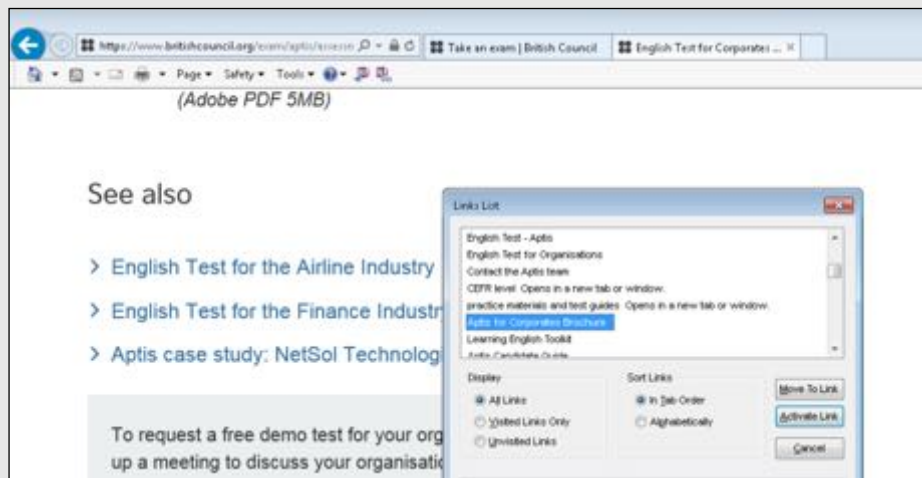 https://www.britishcouncil.org/exam/aptis/assess
Take an exam | British Council
English Test for Corporates ...
Page Safety Tools
(Adobe PDF 5MB)
See also
> English Test for the Airline Industry
> English Test for the Finance Industr
> Aptis case study: NetSol Technolog
To request a free demo test for your org
up a meeting to discuss your organisatic
Links List
English Test - Aptis
English Test for Organisations
Contact the Aptis team
CEFR level Opens in a new tab or window.
practice materials and test guides Opens in a new tab or window.
Aptis for Corporates Brochure
Learning English Toolkit
Aptis Candidate Guide
Display
All Links
Visited Links Only
Unvisited Links
Sort Links
In Tab Order
Alphabetically
Move To Link
Activate Link
Cancel